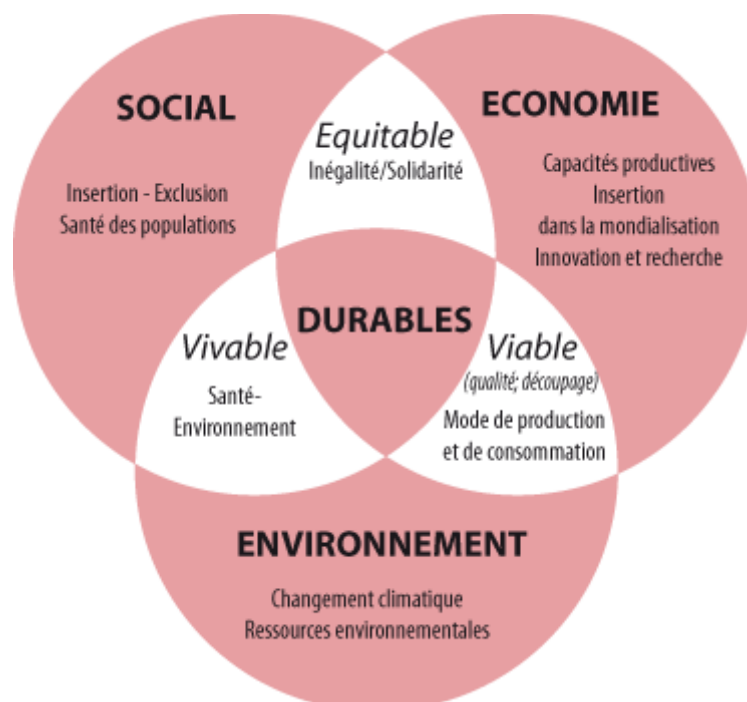 SOCIAL
Insertion - Exclusion
Santé des populations
Equitable
Inégalité/Solidarité
ECONOMIE
Capacités productives
Insertion
dans la mondialisation
Innovation et recherche
DURABLES
Vivable
Santé-
Environnement
Viable
(qualité; découpage)
Mode de production
et de consommation
ENVIRONNEMENT
Changement climatique
Ressources environmentales